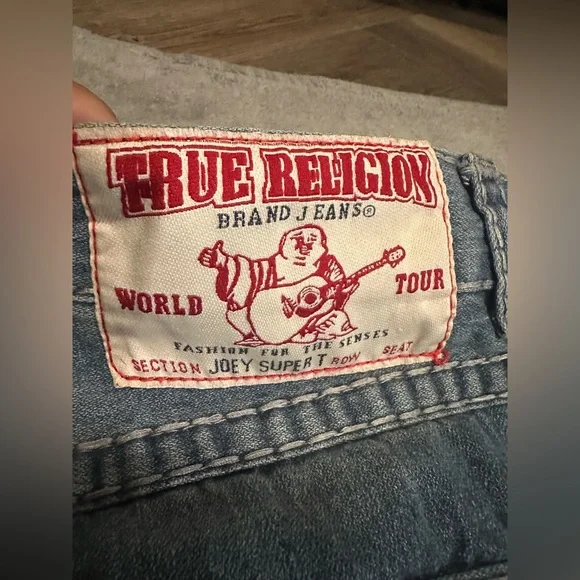 TRUE RELIGION
BRAND JEANS®
WORLD TOUR
FASHION FOR THE SENSES
SECTION JOEY SUPER T ROW SEAT